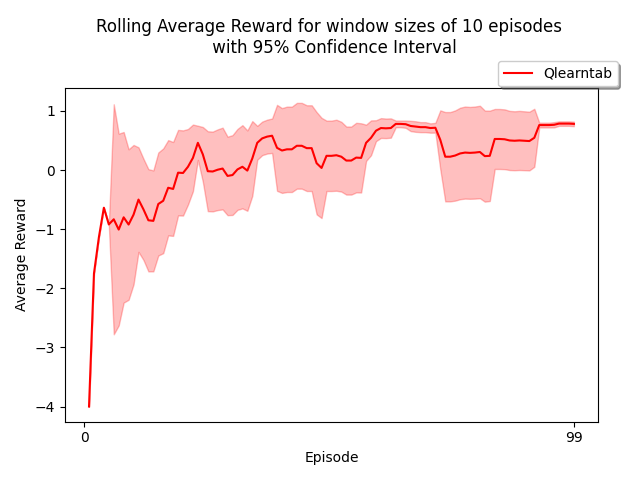 Rolling Average Reward for window sizes of 10 episodes
with 95% Confidence Interval
Qlearntab
Average Reward
1
0
−1
−2
−3
−4
0
99
Episode